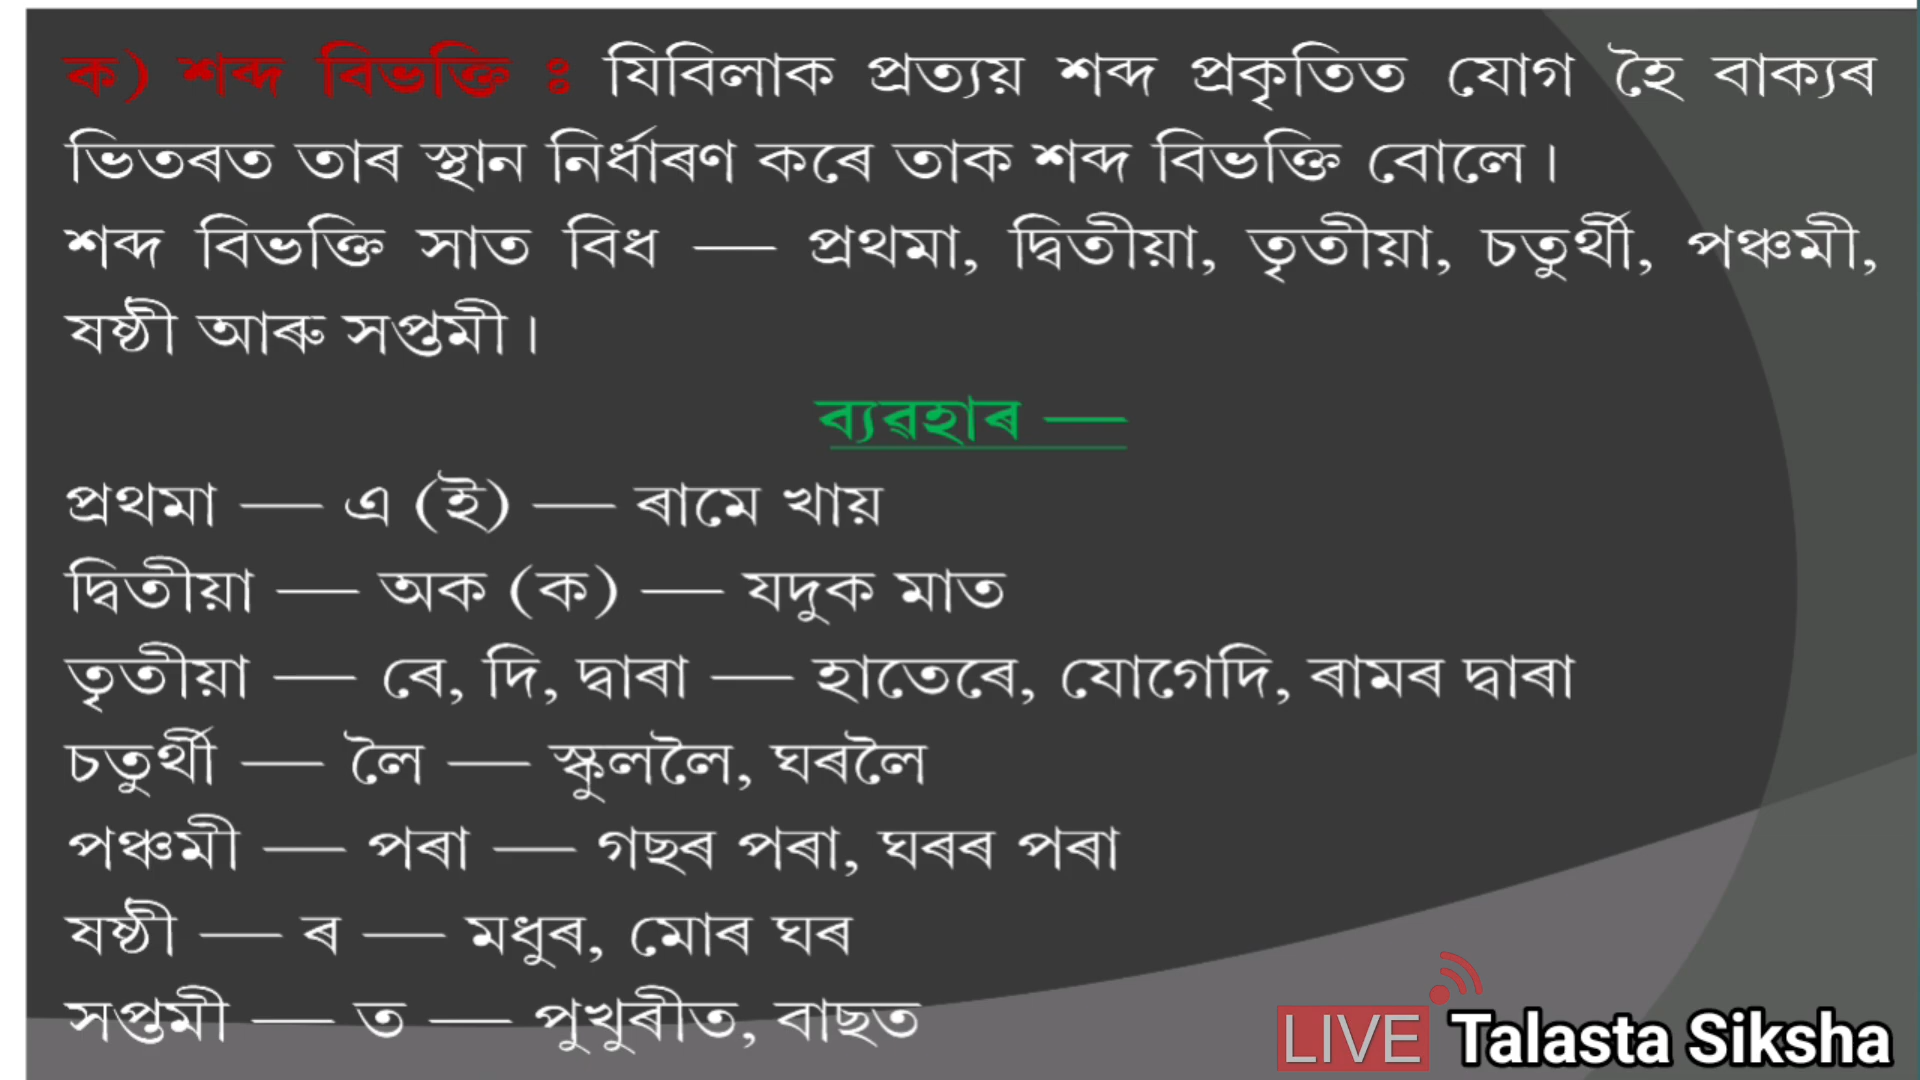 ক) শব্দ বিভক্তি ঃ যিবিলাক প্ৰত্যয় শব্দ প্ৰকৃতিত যোগ হৈ বাক্যৰ
ভিতৰত তাৰ স্থান নিৰ্ধাৰণ কৰে তাক শব্দ বিভক্তি বোলে।
শব্দ বিভক্তি সাত বিধ — প্ৰথমা, দ্বিতীয়া, তৃতীয়া, চতুৰ্থী, পঞ্চমী,
ষষ্ঠী আৰু সপ্তমী।
ব্যৱহাৰ —
প্ৰথমা — এ (ই) — ৰামে খায়
দ্বিতীয়া — অক (ক) — যদুক মাত
তৃতীয়া — ৰে, দি, দ্বাৰা — হাতেৰে, যোগেদি, ৰামৰ দ্বাৰা
চতুৰ্থী — লৈ — স্কুললৈ, ঘৰলৈ
পঞ্চমী — পৰা — গছৰ পৰা, ঘৰৰ পৰা
ষষ্ঠী — ৰ — মধুৰ, মোৰ ঘৰ
সপ্তমী — ত — পুখুৰীত, বাছত
LIVE Talasta Siksha